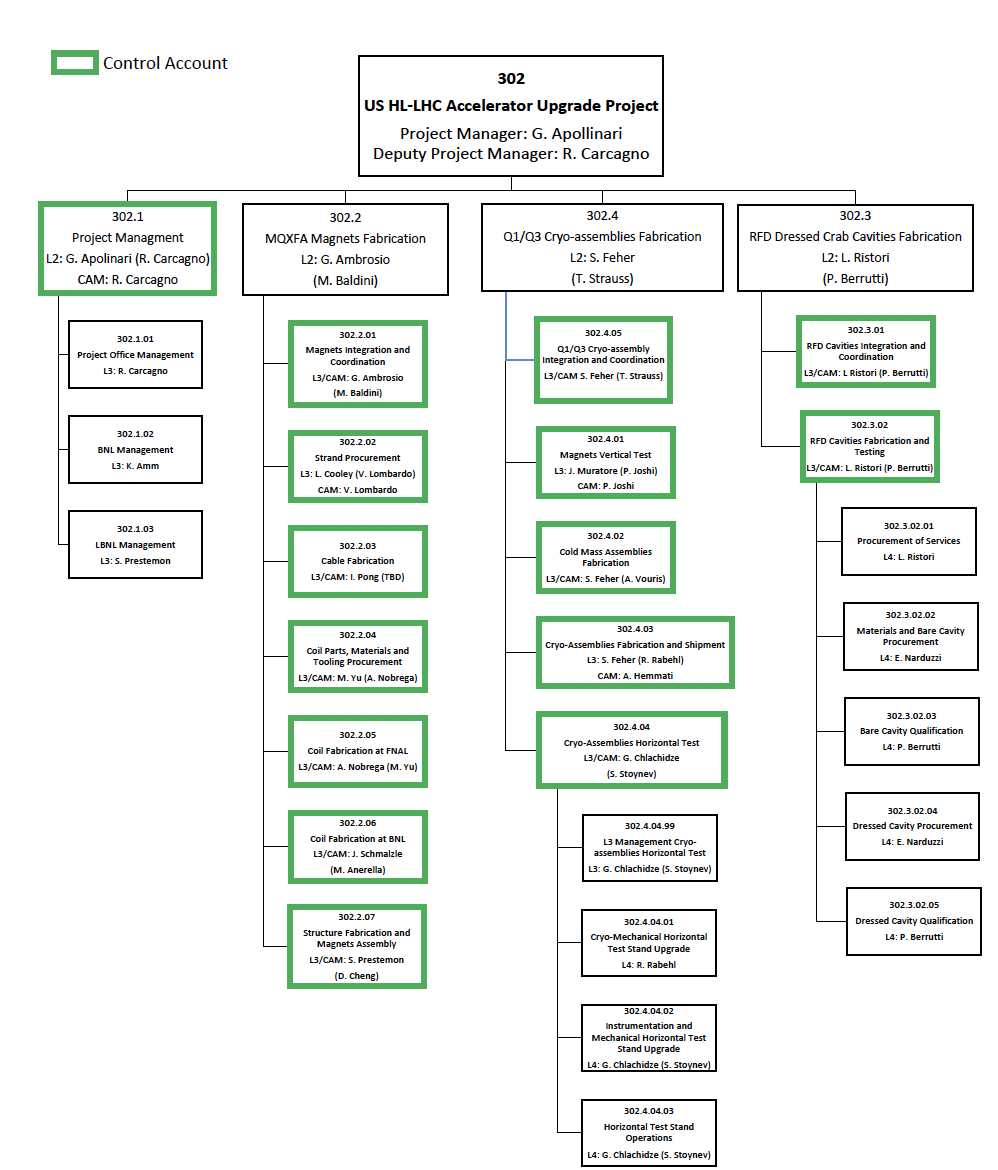 Control Account
302
US HL-LHC Accelerator Upgrade Project
Project Manager: G. Apollinari
Deputy Project Manager: R. Carcagno
302.1
Project Managment
L2: G. Apolinari (R. Carcagno)
CAM: R. Carcagno
302.1.01
Project Office Management
L3: R. Carcagno
302.1.02
BNL Management
L3: K. Amm
302.1.03
LBNL Management
L3: S. Prestemon
302.2
MQXFA Magnets Fabrication
L2: G. Ambrosio
(M. Baldini)
302.2.01
Magnets Integration and
Coordination
L3/CAM: G. Ambrosio
(M. Baldini)
302.2.02
Strand Procurement
L3: L. Cooley (V. Lombardo)
CAM: V. Lombardo
302.2.03
Cable Fabrication
L3/CAM: I. Pong (TBD)
302.2.04
Coil Parts, Materials and
Tooling Procurement
L3/CAM: M. Yu (A. Nobrega)
302.2.05
Coil Fabrication at FNAL
L3/CAM: A. Nobrega (M. Yu)
302.2.06
Coil Fabrication at BNL
L3/CAM: J. Schmalzle
(M. Anerella)
302.2.07
Structure Fabrication and
Magnets Assembly
L3/CAM: S. Prestemon
(D. Cheng)
302.4
Q1/Q3 Cryo-assemblies Fabrication
L2: S. Feher
(T. Strauss)
302.4.05
Q1/Q3 Cryo-assembly
Integration and Coordination
L3/CAM S. Feher (T. Strauss)
302.4.01
Magnets Vertical Test
L3: J. Muratore (P. Joshi)
CAM: P. Joshi
302.4.02
Cold Mass Assemblies
Fabrication
L3/CAM: S. Feher (A. Vouris)
302.4.03
Cryo-Assemblies Fabrication and Shipment
L3: S. Feher (R. Rabehl)
CAM: A. Hemmati
302.4.04
Cryo-Assemblies Horizontal Test
L3/CAM: G. Chlachidze
(S. Stoynev)
302.4.04.99
L3 Management Cryo-
assemblies Horizontal Test
L3: G. Chlachidze (S. Stoynev)
302.4.04.01
Cryo-Mechanical Horizontal
Test Stand Upgrade
L4: R. Rabehl
302.4.04.02
Instrumentation and
Mechanical Horizontal Test
Stand Upgrade
L4: G. Chlachidze (S. Stoynev)
302.4.04.03
Horizontal Test Stand
Operations
L4: G. Chlachidze (S. Stoynev)
302.3
RFD Dressed Crab Cavities Fabrication
L2: L. Ristori
(P. Berrutti)
302.3.01
RFD Cavities Integration and
Coordination
L3/CAM: L Ristori (P. Berrutti)
302.3.02
RFD Cavities Fabrication and
Testing
L3/CAM: L. Ristori (P. Berrutti)
302.3.02.01
Procurement of Services
L4: L. Ristori
302.3.02.02
Materials and Bare Cavity
Procurement
L4: E. Narduzzi
302.3.02.03
Bare Cavity Qualification
L4: P. Berrutti
302.3.02.04
Dressed Cavity Procurement
L4: E. Narduzzi
302.3.02.05
Dressed Cavity Qualification
L4: P. Berrutti